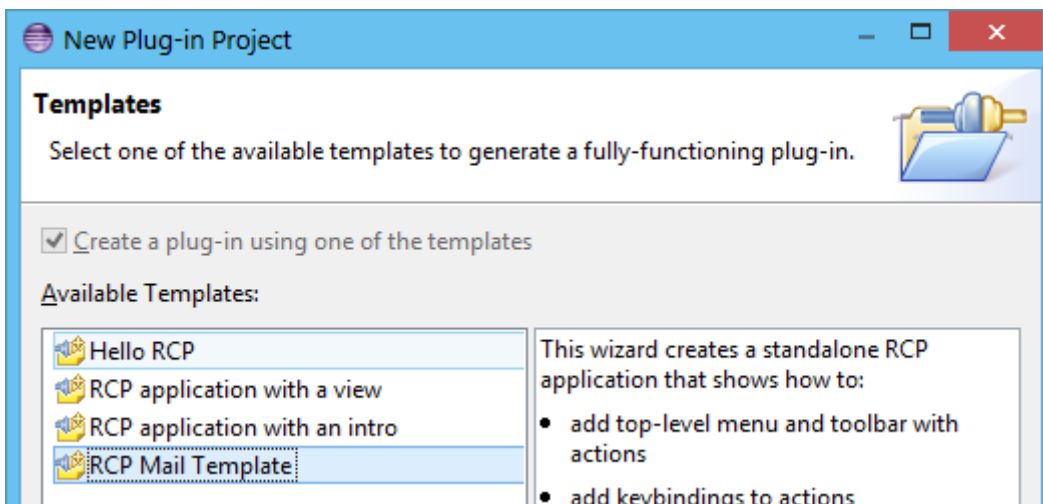 New Plug-in Project
Templates
Select one of the available templates to generate a fully-functioning plug-in.
Create a plug-in using one of the templates
Available Templates:
Hello RCP
RCP application with a view
RCP application with an intro
RCP Mail Template
This wizard creates a standalone RCP
application that shows how to:
• add top-level menu and toolbar with
actions
• add keybindings to actions